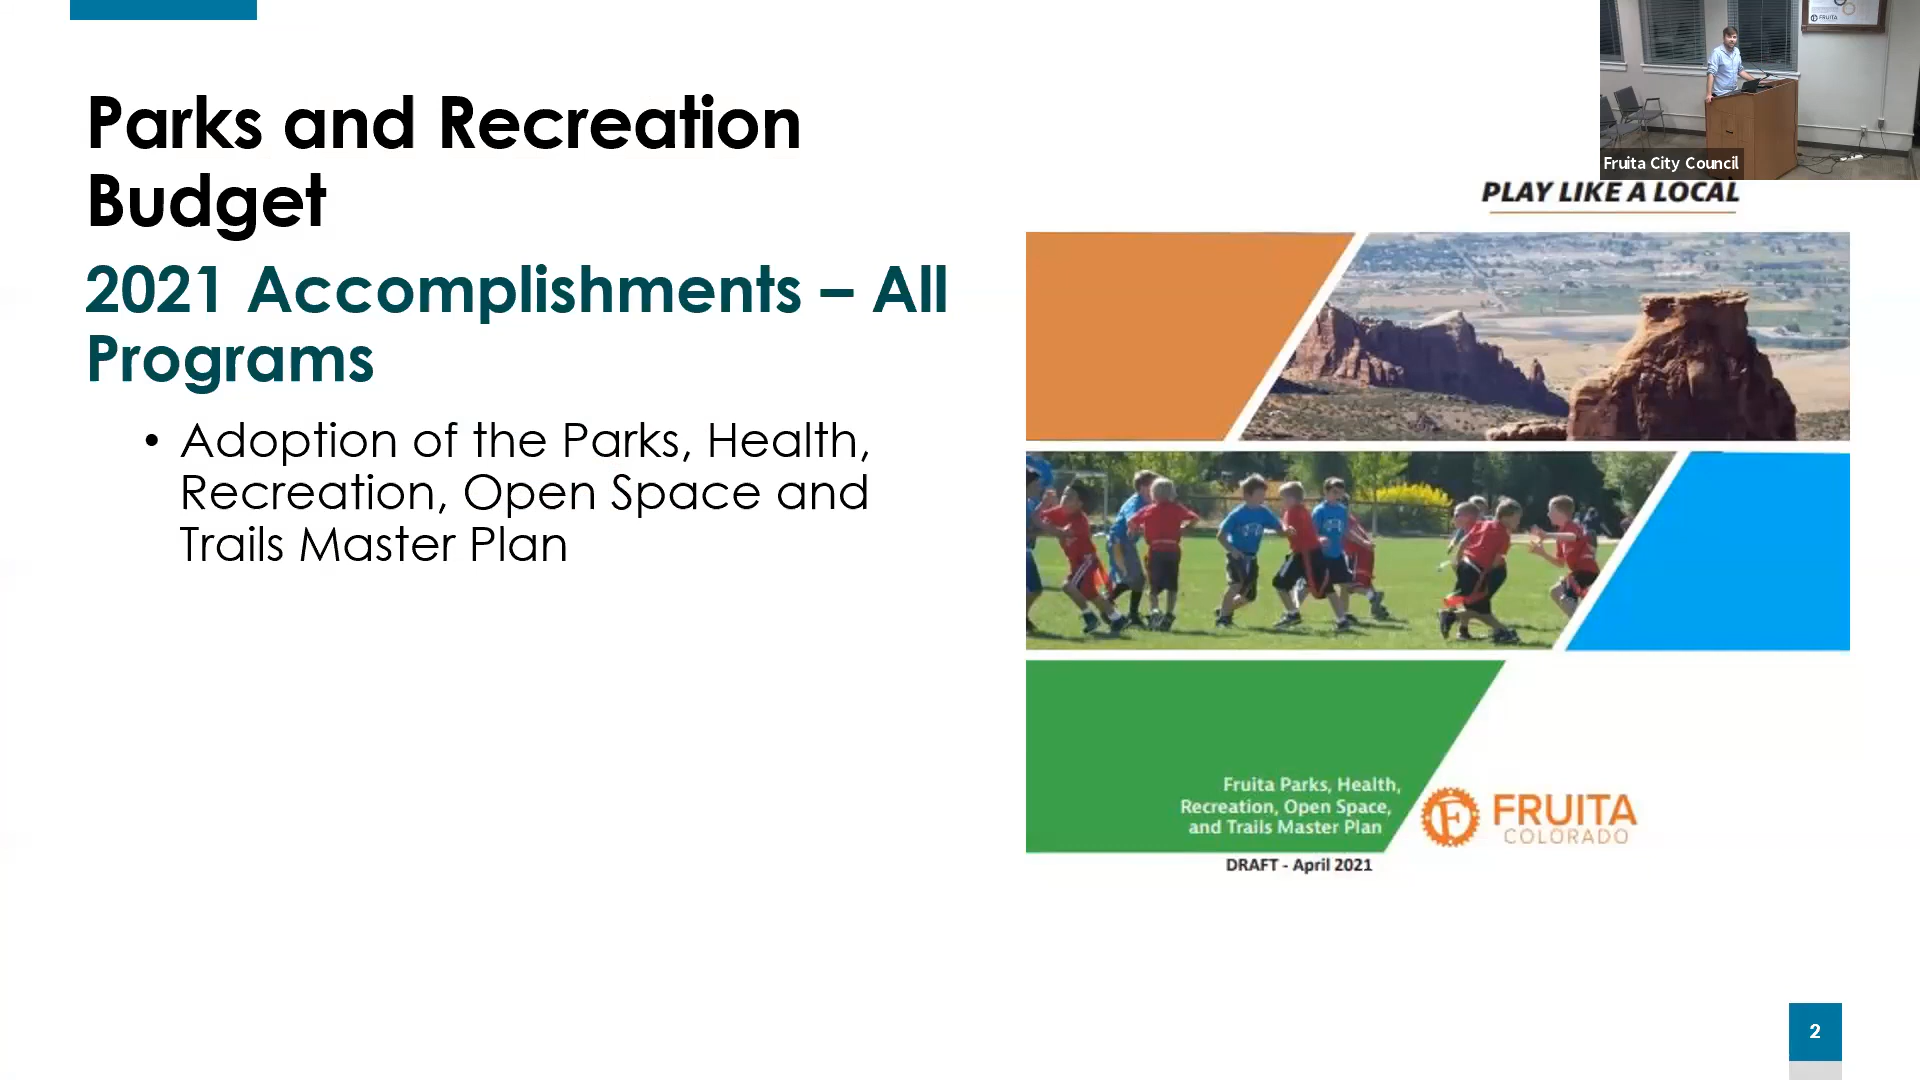 Parks and Recreation
Budget
2021 Accomplishments – All
Programs
• Adoption of the Parks, Health,
Recreation, Open Space and
Trails Master Plan
FRUITA
Fruita City Council
PLAY LIKE A LOCAL
Fruita Parks, Health,
Recreation, Open Space,
and Trails Master Plan
F FRUITA
COLORADO
DRAFT - April 2021
2